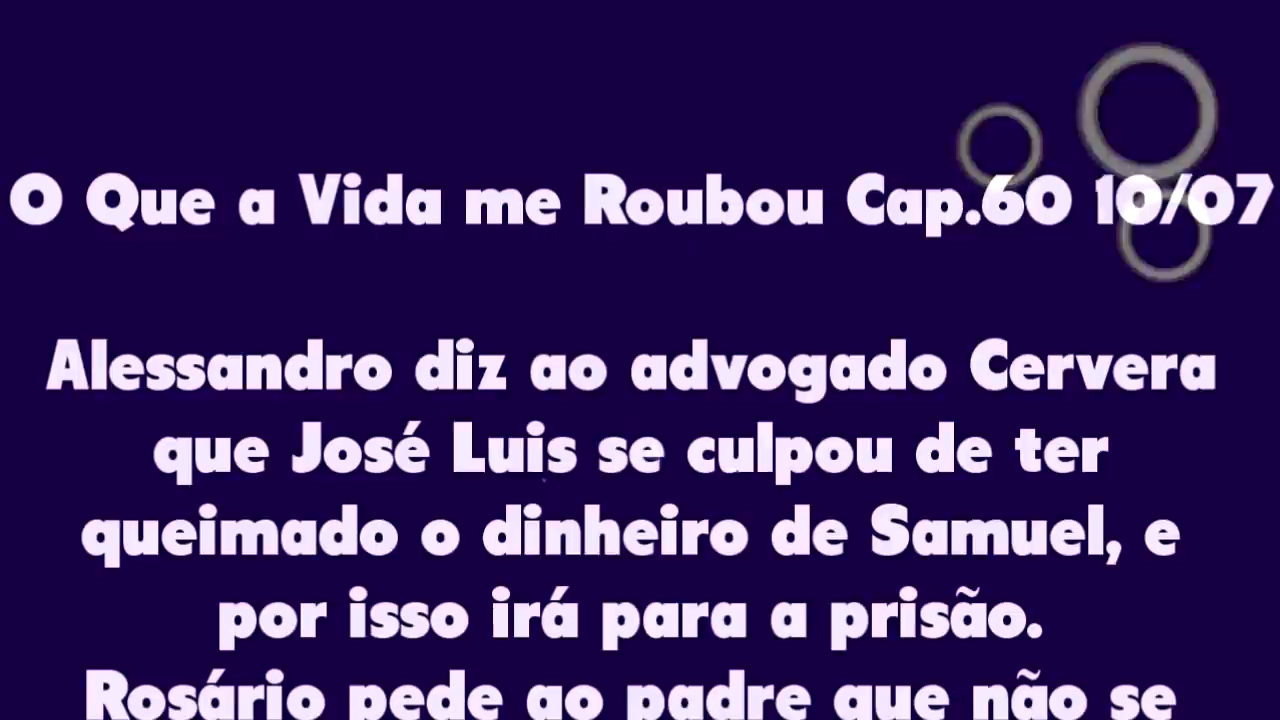 O Que a Vida me Roubou Cap.60 10/07
Alessandro diz ao advogado Cervera
que José Luis se culpou de ter
queimado o dinheiro de Samuel, e
por isso irá para a prisão.
Rosário pede ao padre que não se